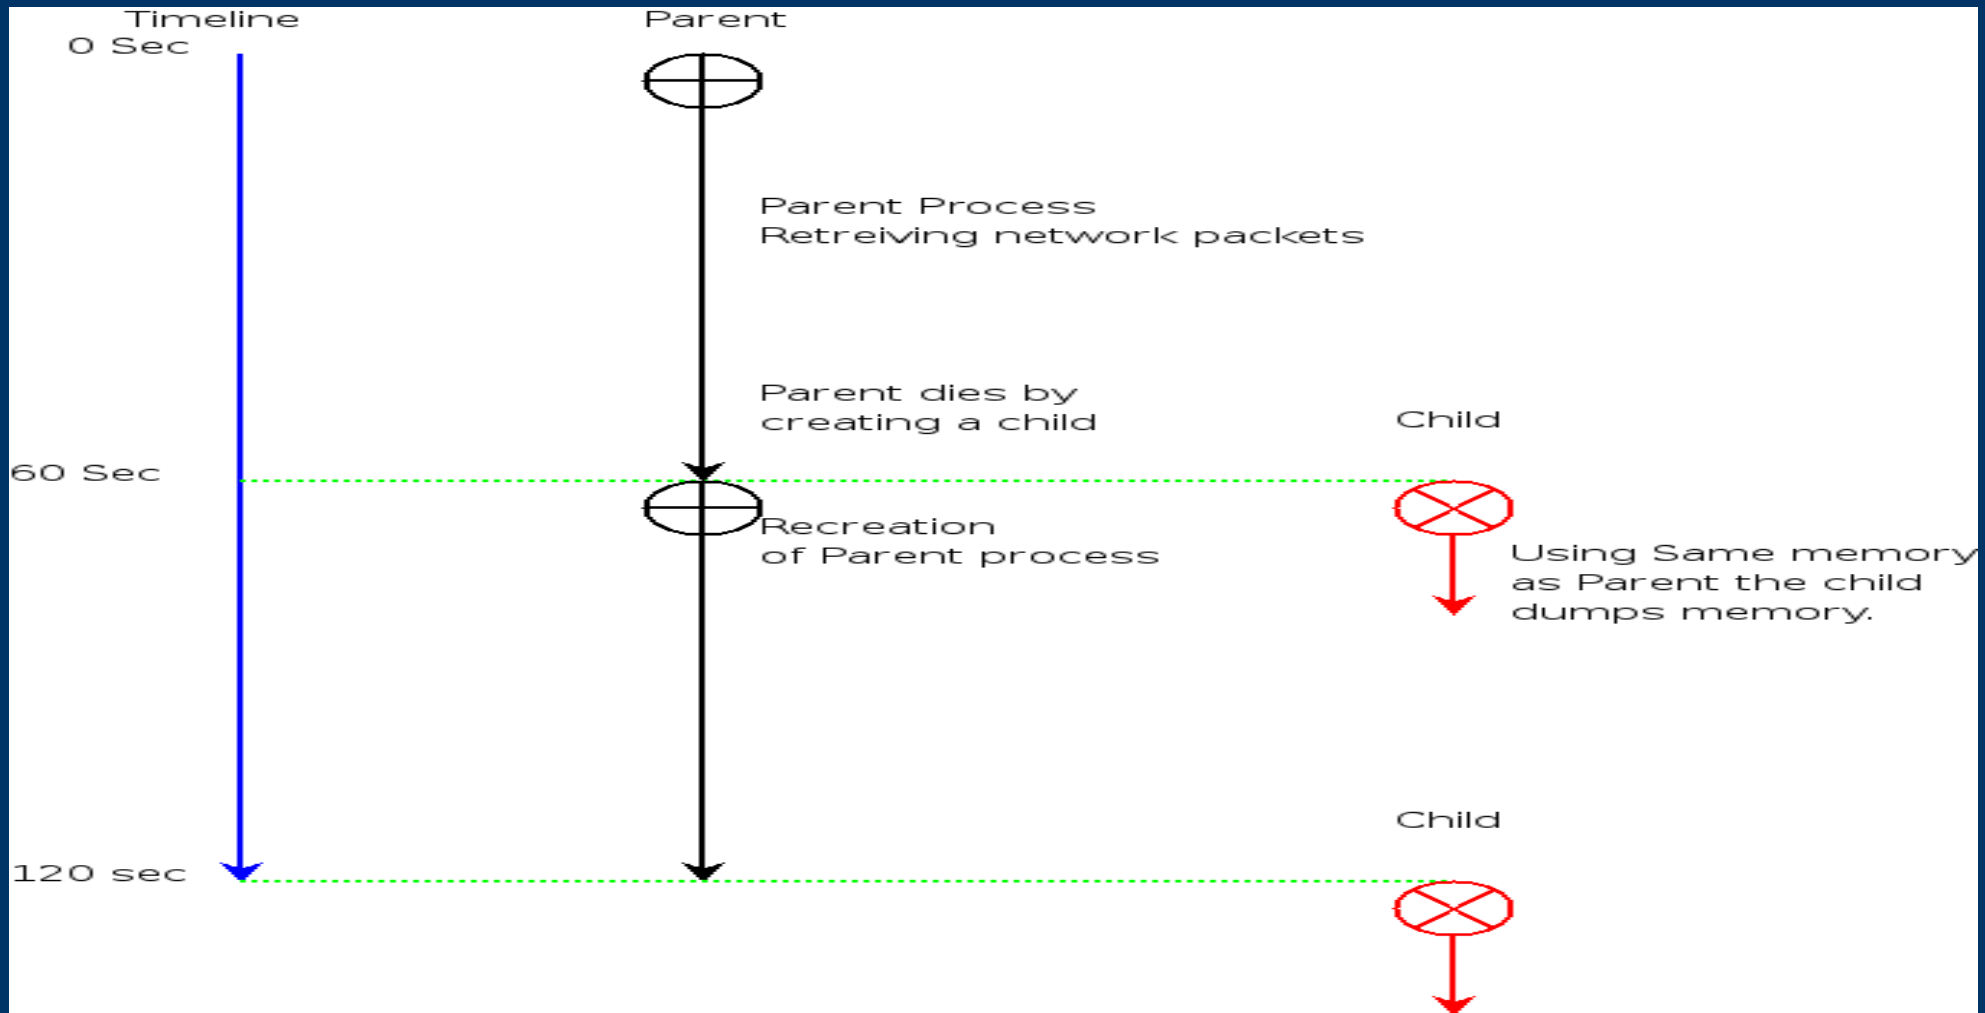 Timeline
Parent
0 Sec
Parent Process
Retreiving network packets
Parent dies by
creating a child
Child
60 Sec
Recreation
of Parent process
Using Same memory
as Parent the child
dumps memory.
Child
120 sec